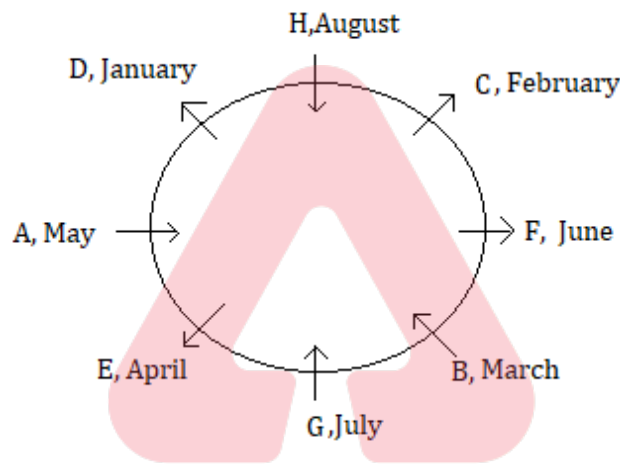 H,August
D, January
C, February
A, May
F, June
E, April
B, March
G,July